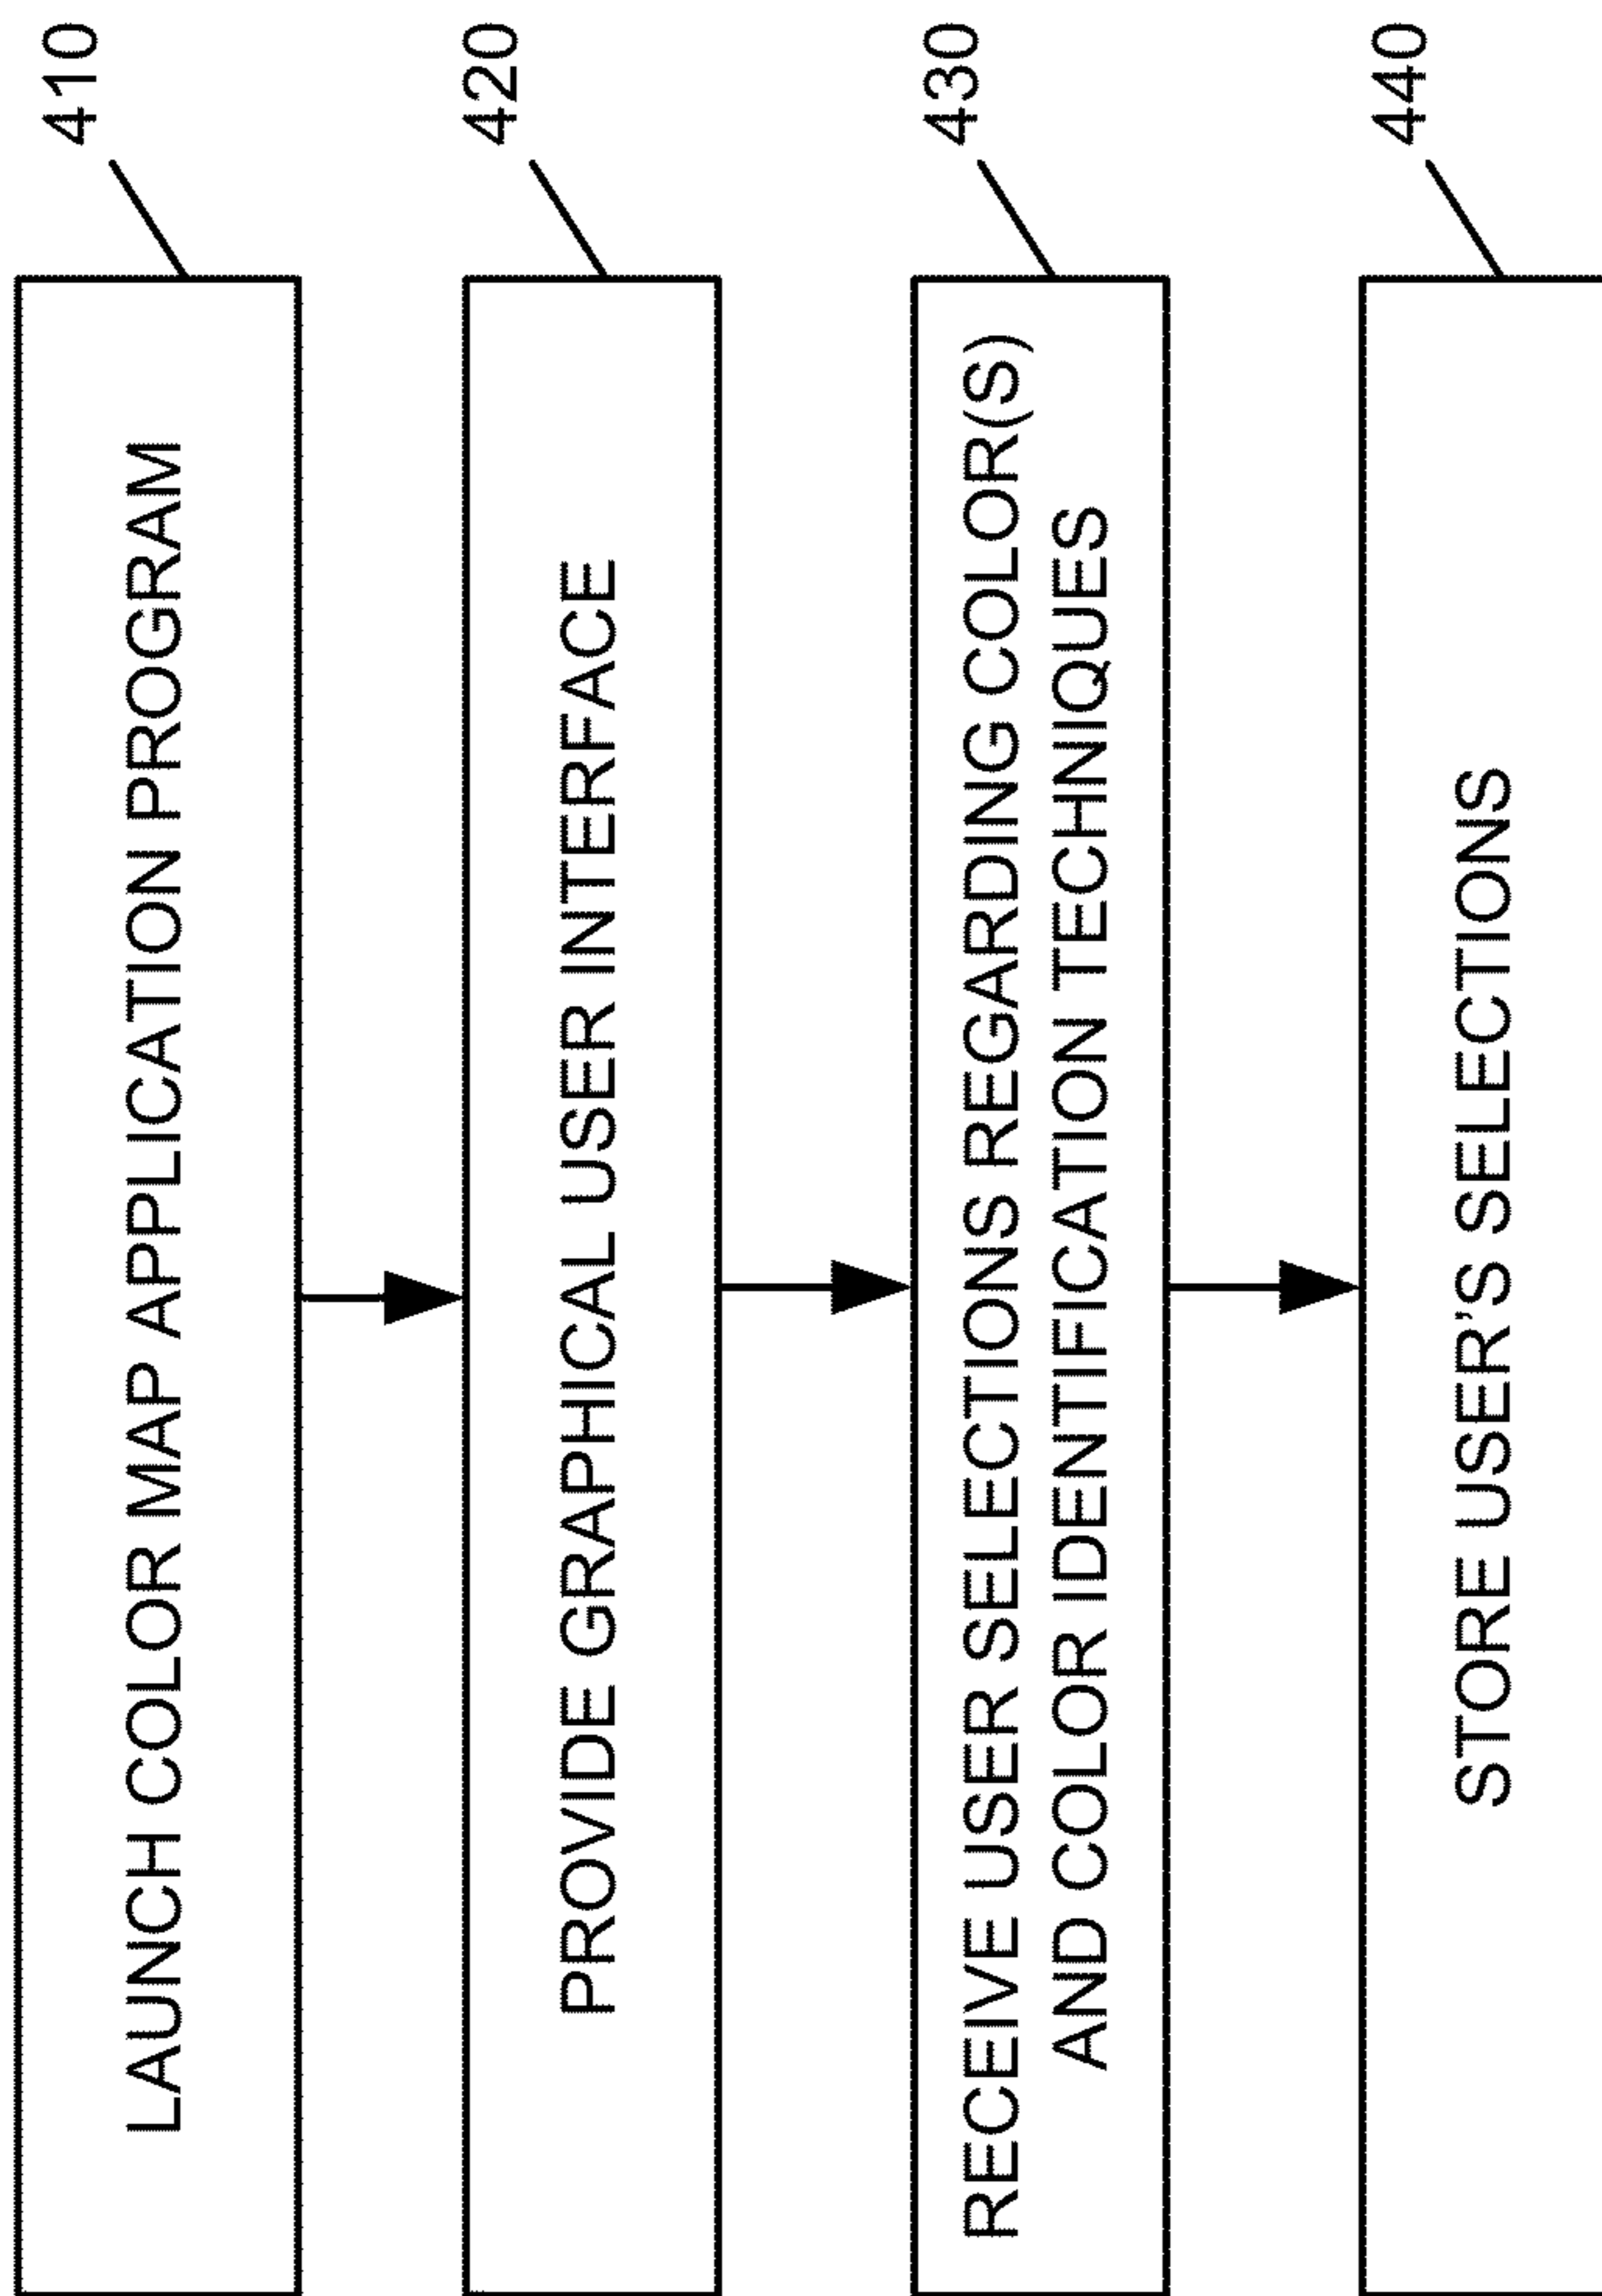 410
LAUNCH COLOR MAP APPLICATION PROGRAM
420
PROVIDE GRAPHICAL USER INTERFACE
430
RECEIVE USER SELECTIONS REGARDING COLOR(S)
AND COLOR IDENTIFICATION TECHNIQUES
440
STORE USER'S SELECTIONS